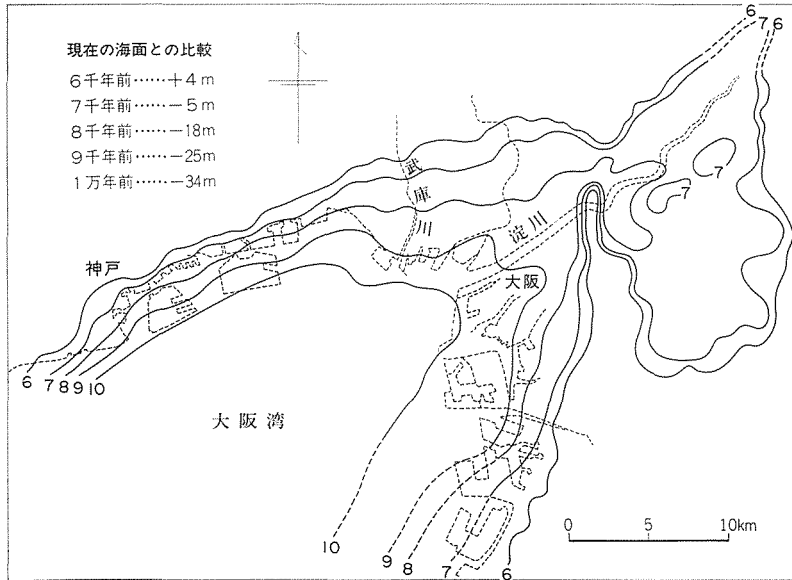 現在の海面との比較
6千年前……+4m
7千年前……−5m
8千年前……−18m
9千年前……−25m
1万年前……−34m
6
7 6
7
7
武庫川
淀川
神戸
大阪
6 7 8 9 10
大阪湾
10
9
8
7
6
0 5 10km